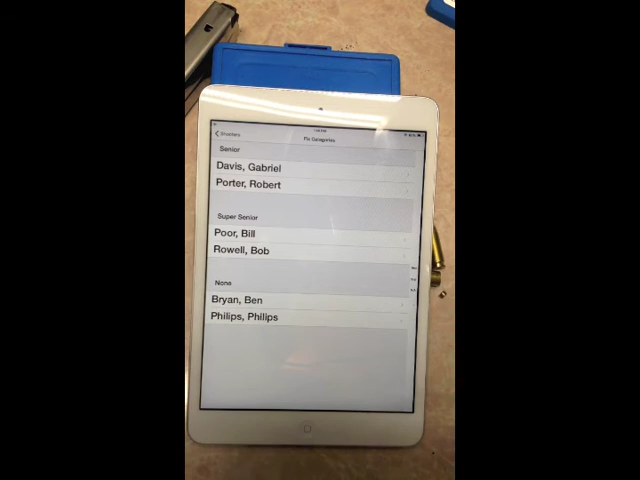 Shooters
Fix Categories
Senior
Davis, Gabriel
Porter, Robert
Super Senior
Poor, Bill
Rowell, Bob
None
Bryan, Ben
Philips, Philips